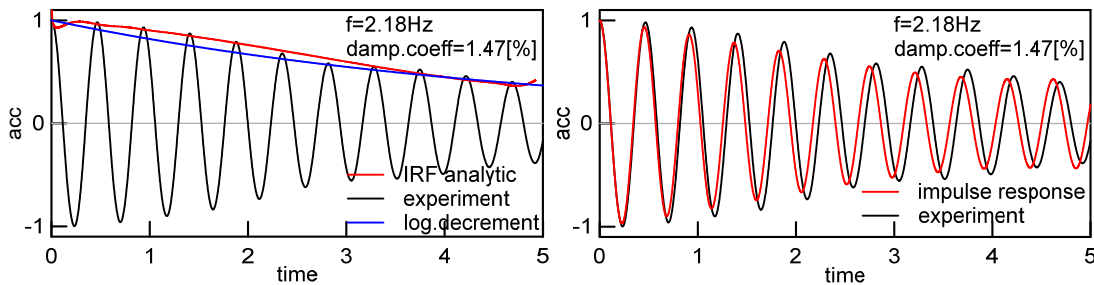 1
0
-1
acc
f=2.18Hz
damp.coeff=1.47[%]
IRF analytic
experiment
log.decrement
0 1 2 3 4 5
time
1
0
-1
acc
f=2.18Hz
damp.coeff=1.47[%]
impulse response
experiment
0 1 2 3 4 5
time